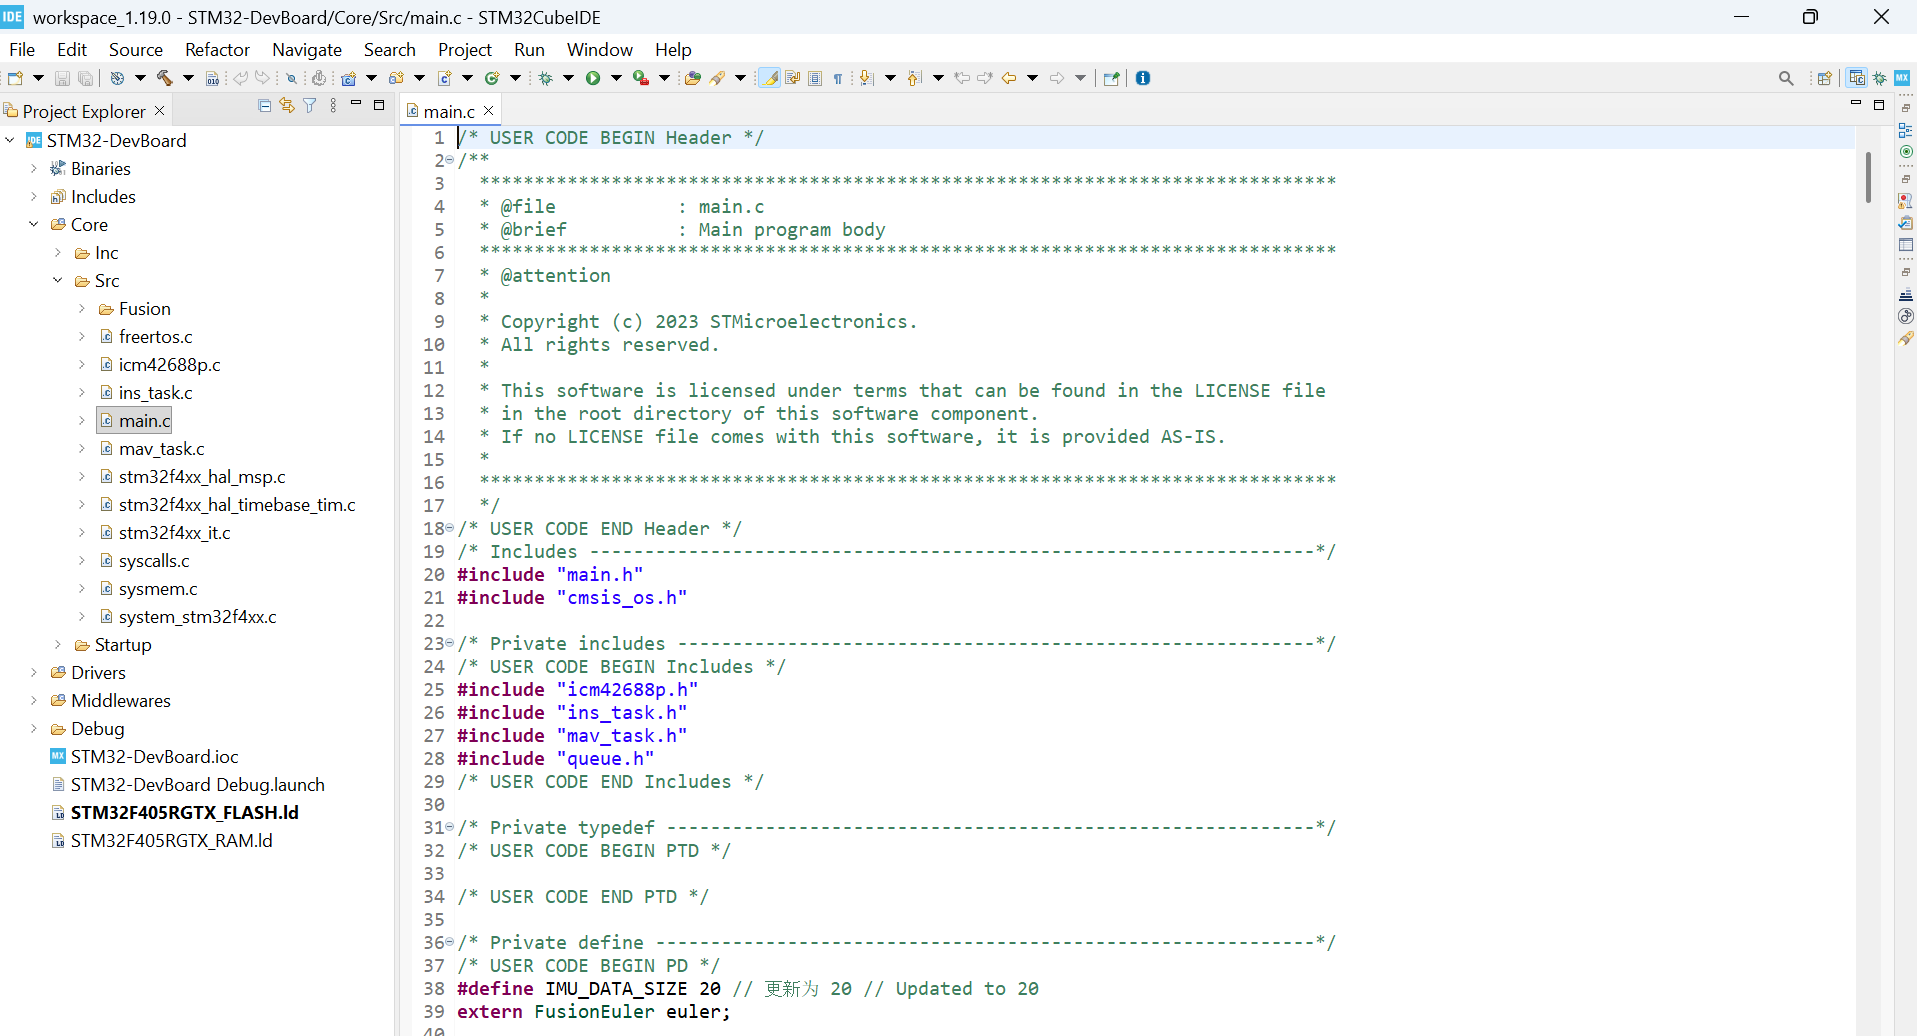 IDE workspace_1.19.0 - STM32-DevBoard/Core/Src/main.c - STM32CubeIDE
File Edit Source Refactor Navigate Search Project Run Window Help
Project Explorer
STM32-DevBoard
Binaries
Includes
Core
Inc
Src
Fusion
freertos.c
icm42688p.c
ins_task.c
main.c
mav_task.c
stm32f4xx_hal_msp.c
stm32f4xx_hal_timebase_tim.c
stm32f4xx_it.c
syscalls.c
sysmem.c
system_stm32f4xx.c
Startup
Drivers
Middlewares
Debug
MX STM32-DevBoard.ioc
STM32-DevBoard Debug.launch
STM32F405RGTX_FLASH.ld
STM32F405RGTX_RAM.ld
main.c
1 /* USER CODE BEGIN Header */
2 /**
3 ******************************************************************************
4 * @file : main.c
5 * @brief : Main program body
6 ******************************************************************************
7 * @attention
8 *
9 * Copyright (c) 2023 STMicroelectronics.
10 * All rights reserved.
11 *
12 * This software is licensed under terms that can be found in the LICENSE file
13 * in the root directory of this software component.
14 * If no LICENSE file comes with this software, it is provided AS-IS.
15 *
16 ******************************************************************************
17 */
18 /* USER CODE END Header */
19 /* Includes ------------------------------------------------------------------*/
20 #include "main.h"
21 #include "cmsis_os.h"
22
23 /* Private includes ----------------------------------------------------------*/
24 /* USER CODE BEGIN Includes */
25 #include "icm42688p.h"
26 #include "ins_task.h"
27 #include "mav_task.h"
28 #include "queue.h"
29 /* USER CODE END Includes */
30
31 /* Private typedef -----------------------------------------------------------*/
32 /* USER CODE BEGIN PTD */
33
34 /* USER CODE END PTD */
35
36 /* Private define ------------------------------------------------------------*/
37 /* USER CODE BEGIN PD */
38 #define IMU_DATA_SIZE 20 // 更新为 20 // Updated to 20
39 extern FusionEuler euler;
40